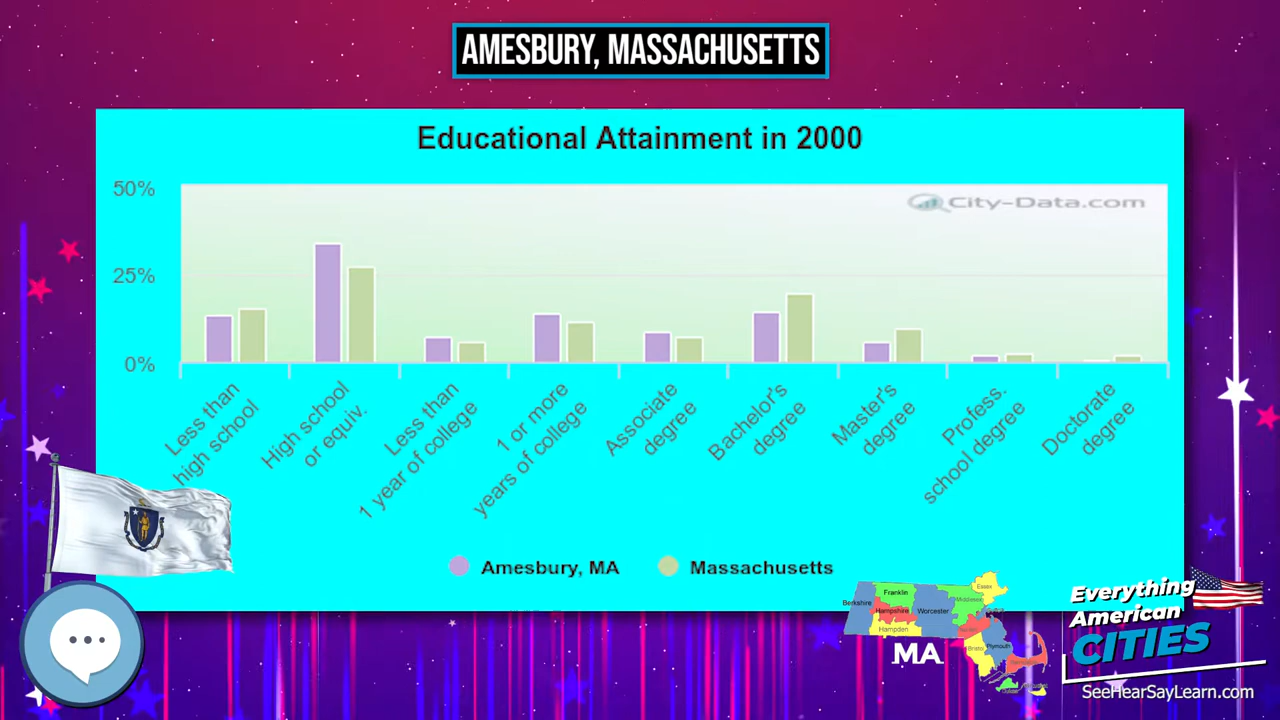 AMESBURY, MASSACHUSETTS
Educational Attainment in 2000
City-Data.com
50%
25%
0%
Less than
high school
High school
or equiv.
Less than
1 year of college
1 or more
years of college
Associate
degree
Bachelor's
degree
Master's
degree
Profess.
school degree
Doctorate
degree
Amesbury, MA
Massachusetts
Berkshire
Franklin
Hampshire
Hampden
Worcester
Middlesex
Essex
Bristol
Plymouth
MA
Everything
American
CITIES
SeeHearSayLearn.com